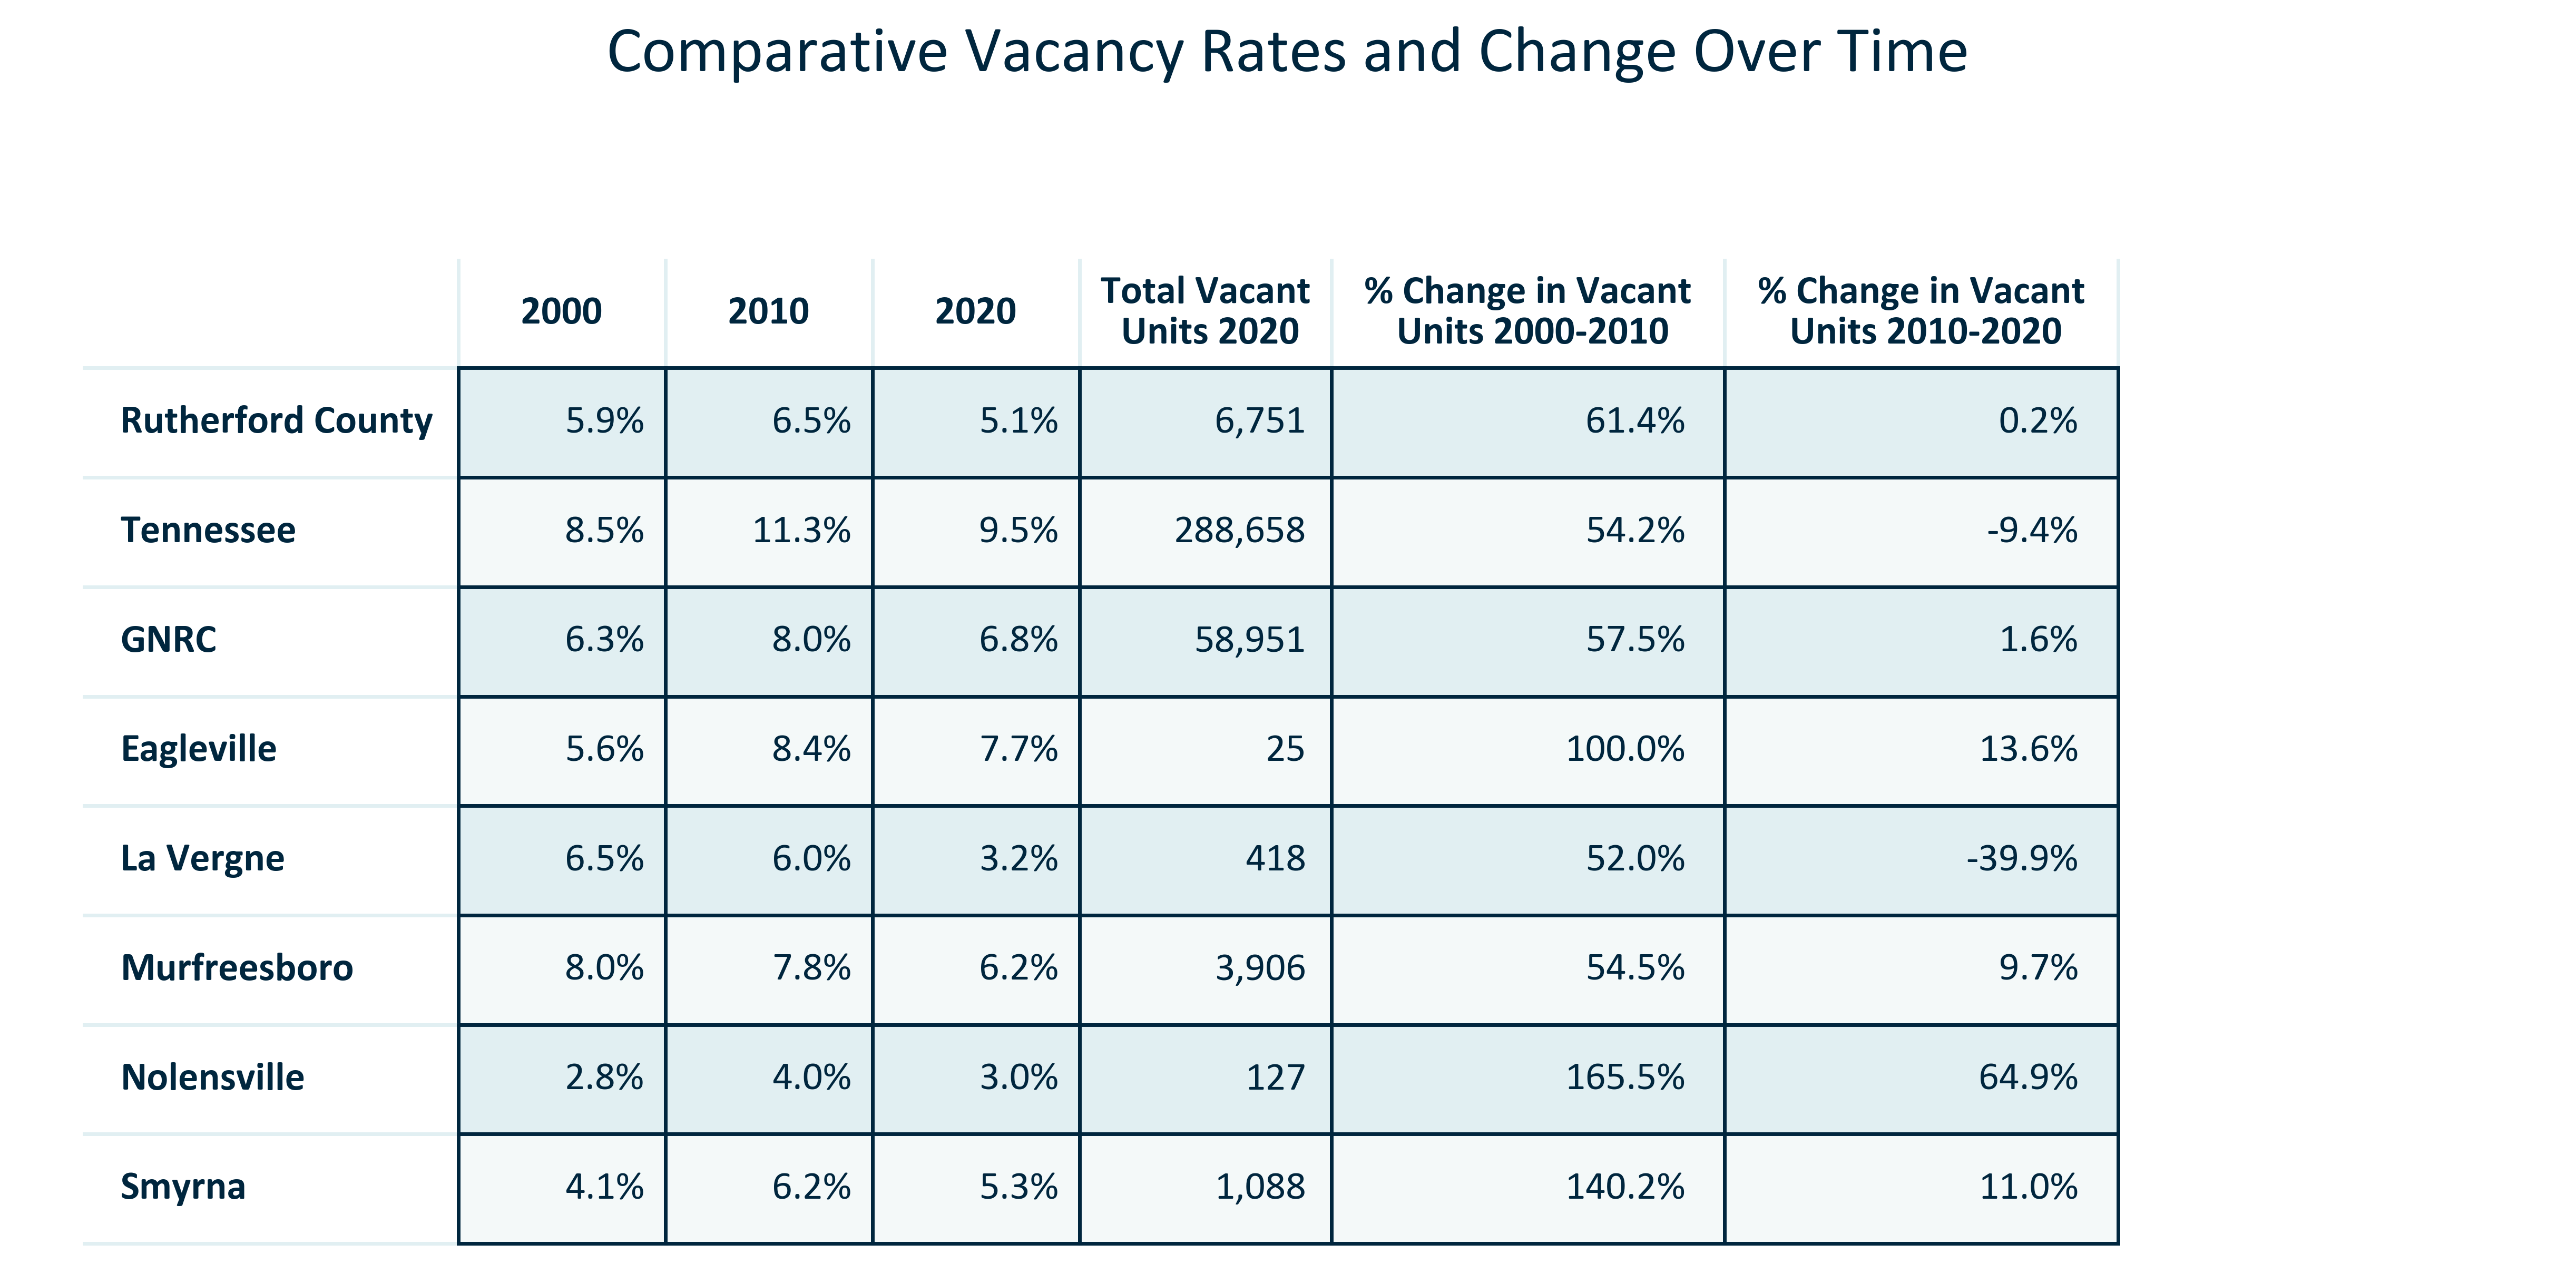 Comparative Vacancy Rates and Change Over Time
2000 2010 2020 Total Vacant Units 2020 % Change in Vacant Units 2000-2010 % Change in Vacant Units 2010-2020
Rutherford County 5.9% 6.5% 5.1% 6,751 61.4% 0.2%
Tennessee 8.5% 11.3% 9.5% 288,658 54.2% -9.4%
GNRC 6.3% 8.0% 6.8% 58,951 57.5% 1.6%
Eagleville 5.6% 8.4% 7.7% 25 100.0% 13.6%
La Vergne 6.5% 6.0% 3.2% 418 52.0% -39.9%
Murfreesboro 8.0% 7.8% 6.2% 3,906 54.5% 9.7%
Nolensville 2.8% 4.0% 3.0% 127 165.5% 64.9%
Smyrna 4.1% 6.2% 5.3% 1,088 140.2% 11.0%